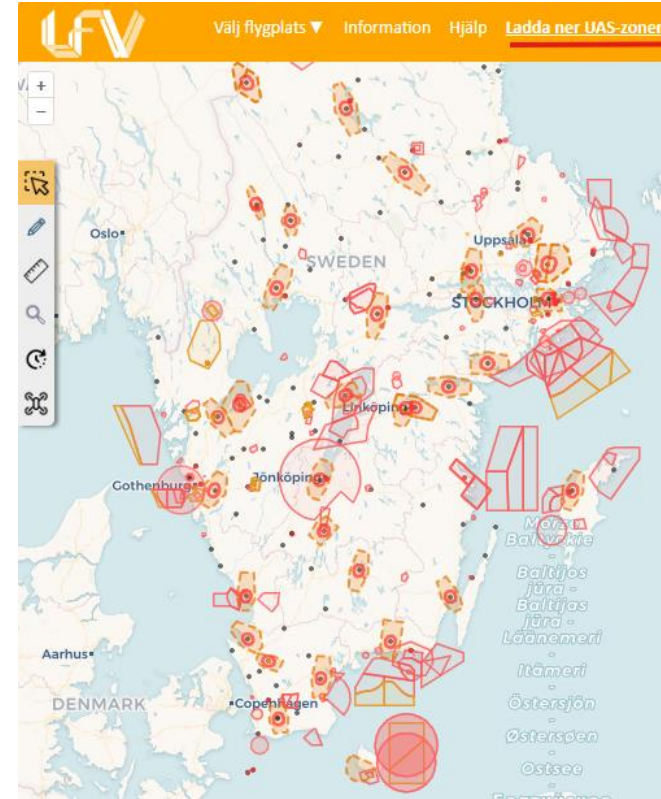 LFV
Välj flygplats ▼ Information Hjälp Ladda ner UAS-zoner
+
−
Oslo
SWEDEN
Uppsala
STOCKHOLM
Linköping
Jönköping
Gothenburg
Morze
Bałtyckie
-
Baltijos
jūra -
Baltijas
jūra -
Läänemeri
-
Itämeri
-
Östersjön
-
Østersøen
-
Ostsee
-
Aarhus
DENMARK
Copenhagen